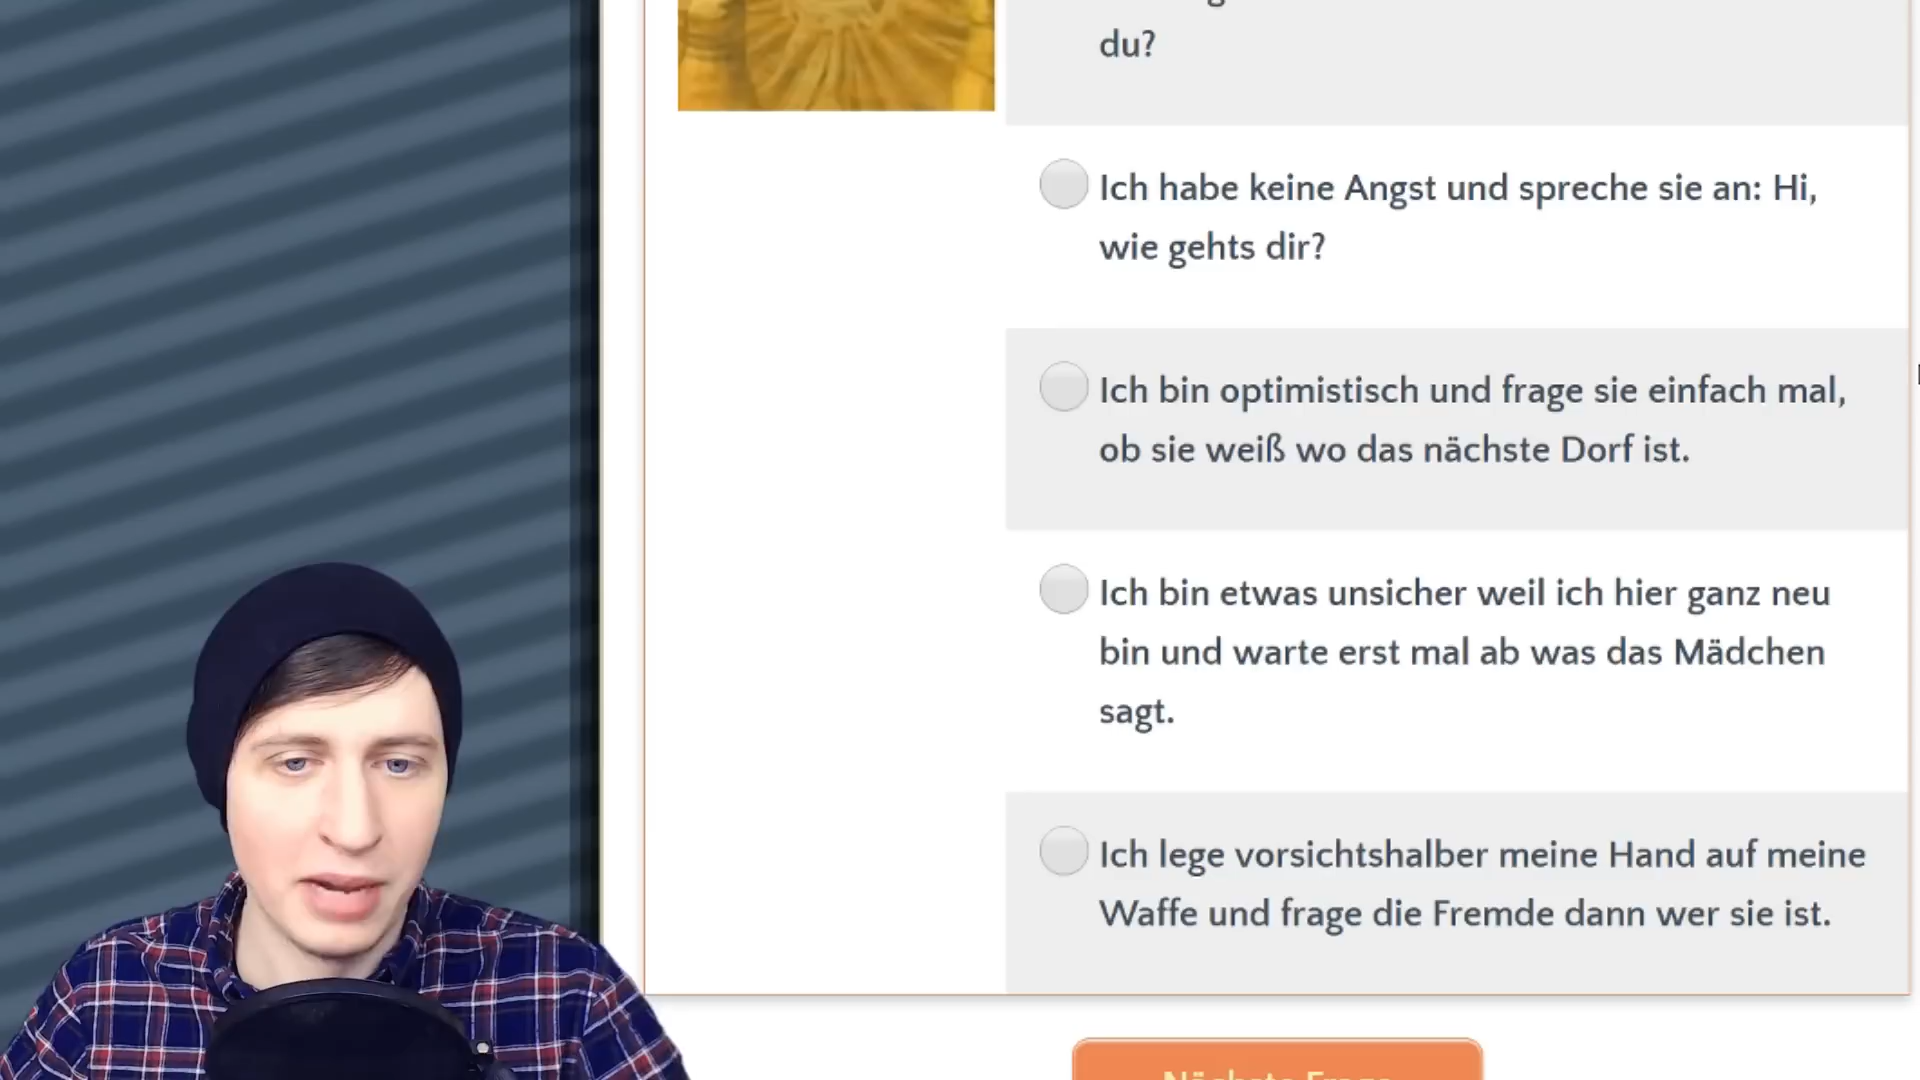 du?
Ich habe keine Angst und spreche sie an: Hi,
wie gehts dir?
Ich bin optimistisch und frage sie einfach mal,
ob sie weiß wo das nächste Dorf ist.
Ich bin etwas unsicher weil ich hier ganz neu
bin und warte erst mal ab was das Mädchen
sagt.
Ich lege vorsichtshalber meine Hand auf meine
Waffe und frage die Fremde dann wer sie ist.
Nächste Frage